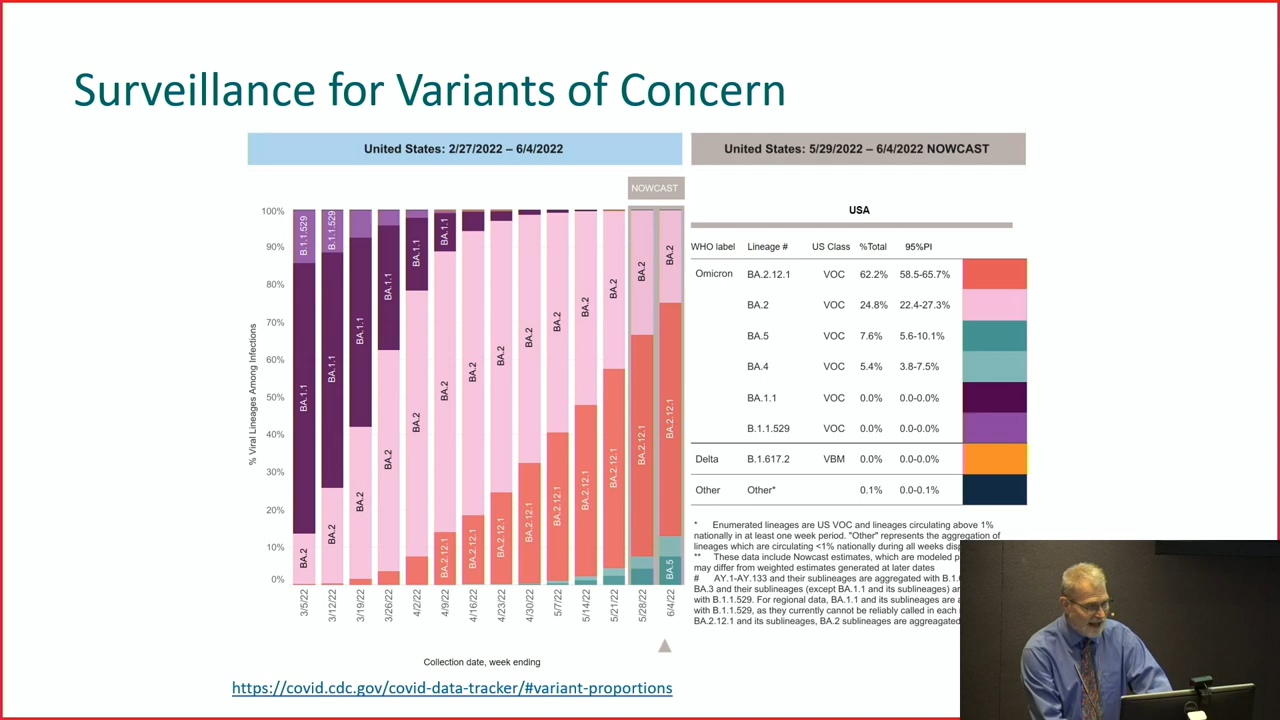 Surveillance for Variants of Concern
United States: 2/27/2022 – 6/4/2022
United States: 5/29/2022 – 6/4/2022 NOWCAST
NOWCAST
% Viral Lineages Among Infections
100%
90%
80%
70%
60%
50%
40%
30%
20%
10%
0%
B.1.1.529
BA.1.1
BA.2
B.1.1.529
BA.1.1
BA.2
BA.1.1
BA.2
BA.1.1
BA.2
BA.1.1
BA.2
BA.1.1
BA.2
BA.2.12.1
BA.2
BA.2.12.1
BA.2
BA.2.12.1
BA.2
BA.2.12.1
BA.2
BA.2.12.1
BA.2
BA.2.12.1
BA.2
BA.2.12.1
BA.2
BA.2.12.1
BA.2
BA.2.12.1
BA.5
3/5/22
3/12/22
3/19/22
3/26/22
4/2/22
4/9/22
4/16/22
4/23/22
4/30/22
5/7/22
5/14/22
5/21/22
5/28/22
6/4/22
Collection date, week ending
USA
WHO label Lineage # US Class %Total 95%PI
Omicron BA.2.12.1 VOC 62.2% 58.5-65.7%
BA.2 VOC 24.8% 22.4-27.3%
BA.5 VOC 7.6% 5.6-10.1%
BA.4 VOC 5.4% 3.8-7.5%
BA.1.1 VOC 0.0% 0.0-0.0%
B.1.1.529 VOC 0.0% 0.0-0.0%
Delta B.1.617.2 VBM 0.0% 0.0-0.0%
Other Other* 0.1% 0.0-0.1%
* Enumerated lineages are US VOC and lineages circulating above 1%
nationally in at least one week period. "Other" represents the aggregation of
lineages which are circulating <1% nationally during all weeks
** These data include Nowcast estimates, which are modeled
may differ from weighted estimates generated at later dates
# AY.1-AY.133 and their sublineages are aggregated with
BA.3 and their sublineages (except BA.1.1 and its sublineages)
with B.1.1.529. For regional data, BA.1.1 and its sublineages are
with B.1.1.529, as they currently cannot be reliably called in each
BA.2.12.1 and its sublineages, BA.2 sublineages are
https://covid.cdc.gov/covid-data-tracker/#variant-proportions